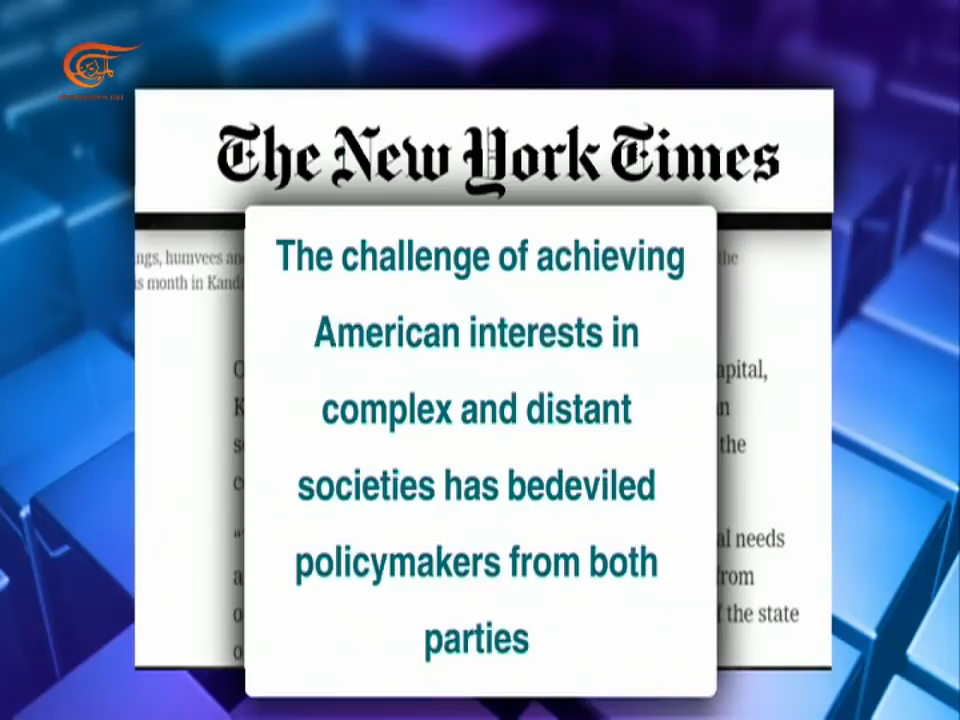 The New York Times
The challenge of achieving
American interests in
complex and distant
societies has bedeviled
policymakers from both
parties
ngs, humvees an
the
s month in Kand
apital,
the
al needs
from
the state